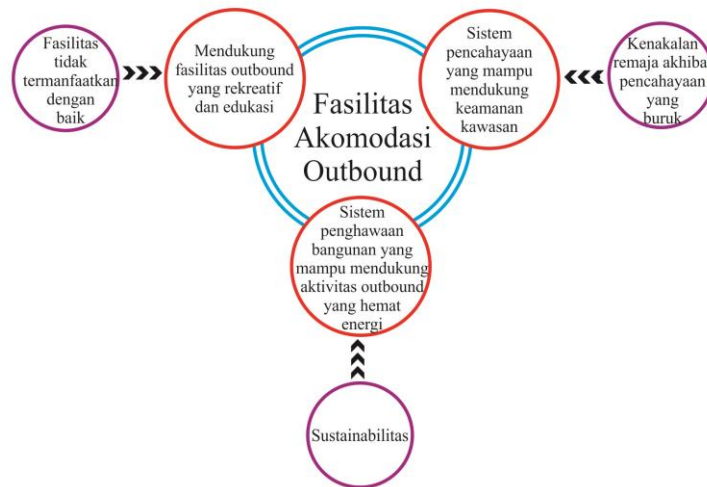 Fasilitas
tidak
termanfaatkan
dengan
baik
Mendukung
fasilitas outbound
yang rekreatif
dan edukasi
Fasilitas
Akomodasi
Outbound
Sistem
pencahayaan
yang mampu
mendukung
keamanan
kawasan
Kenakalan
remaja akhibat
pencahayaan
yang
buruk
Sistem
penghawaan
bangunan yang
mampu mendukung
aktivitas outbound
yang hemat
energi
Sustainabilitas